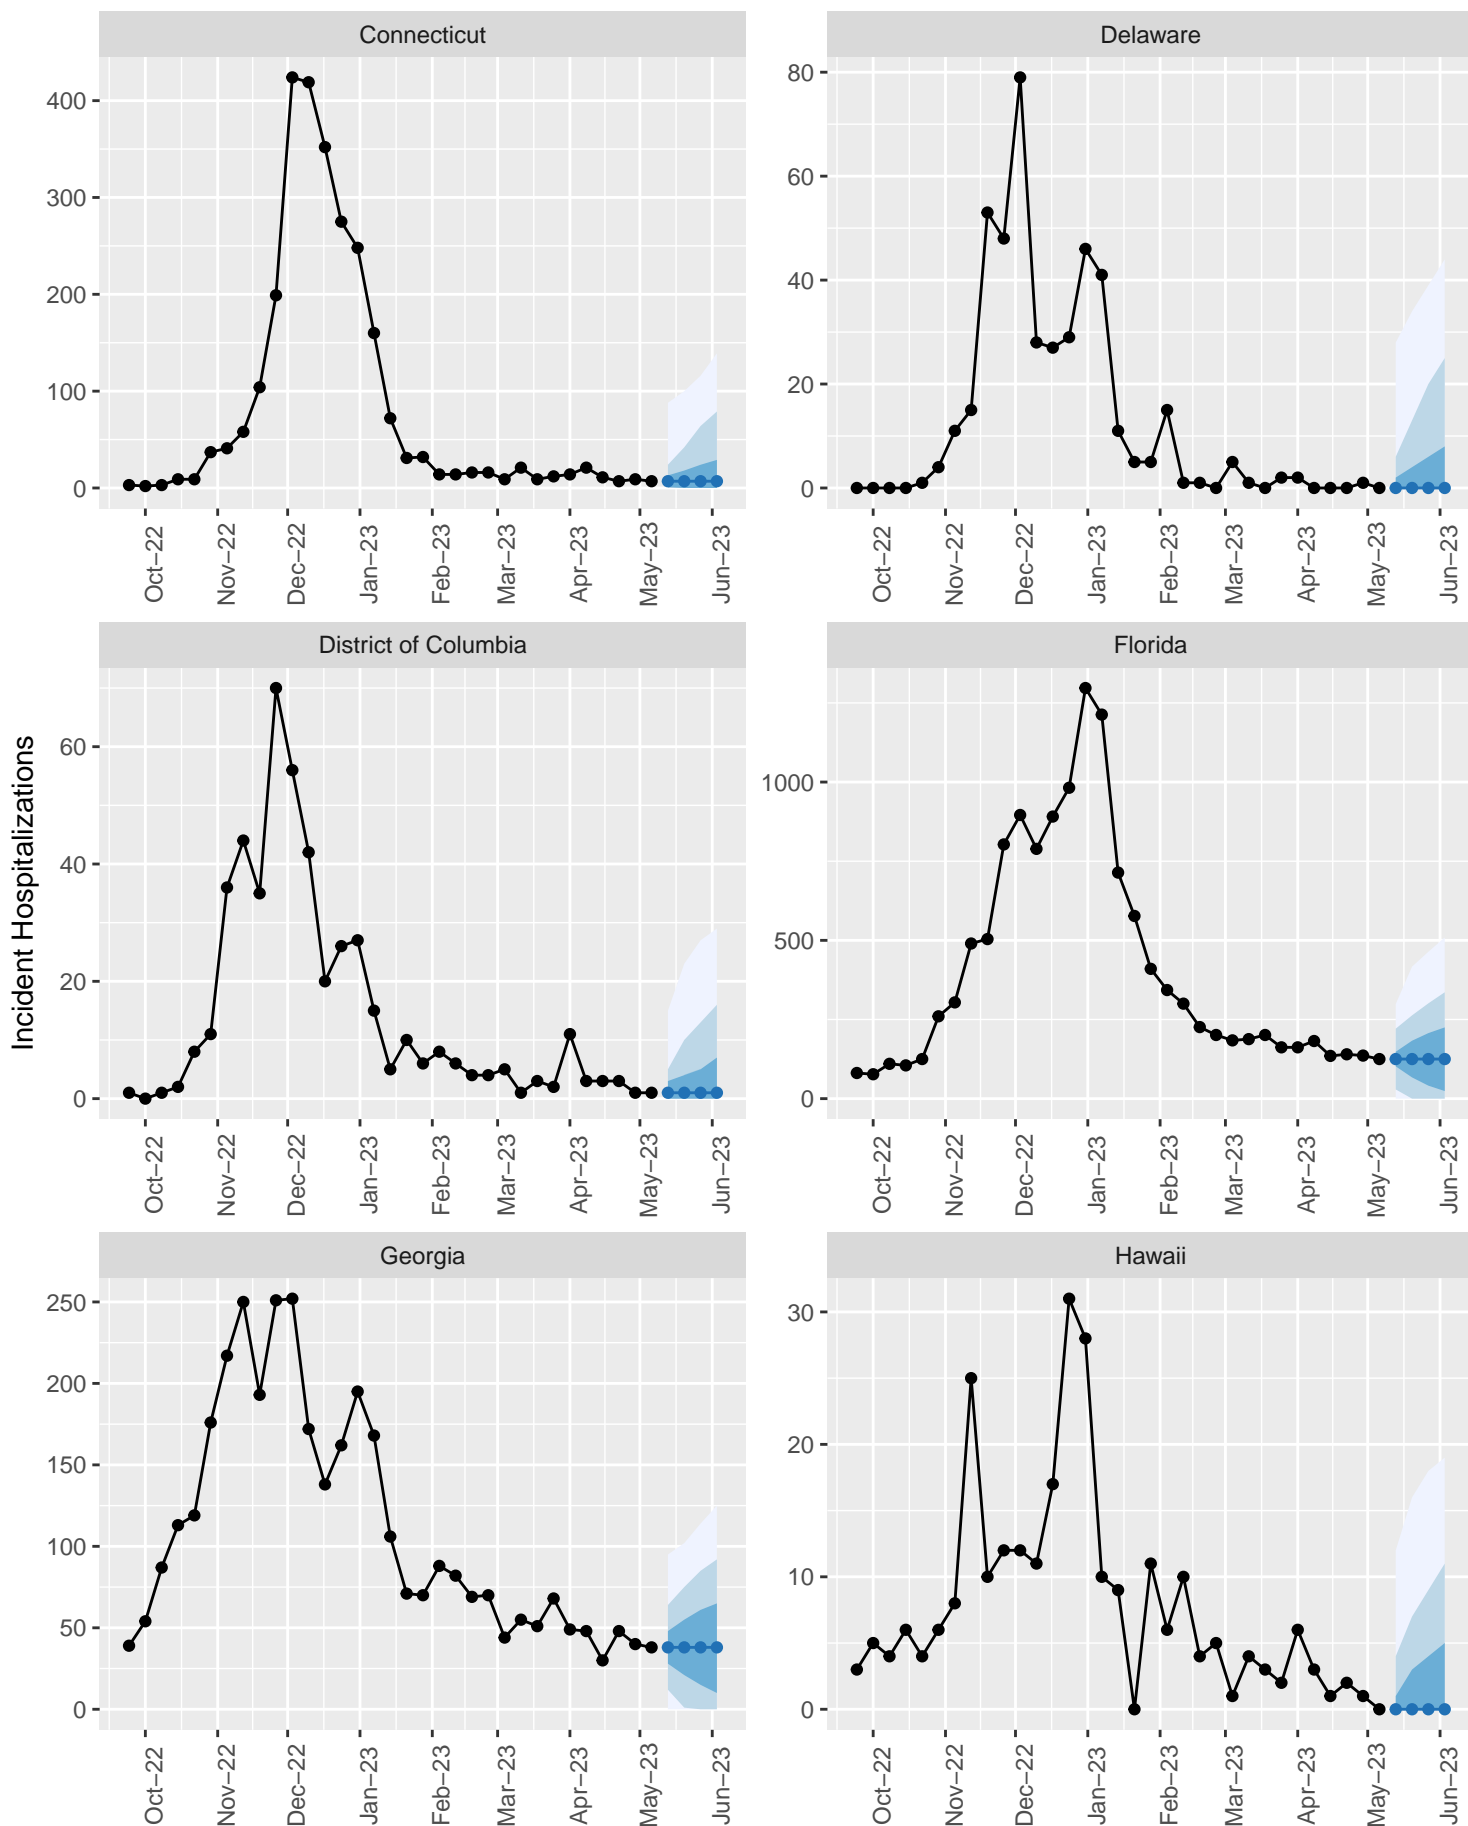 Connecticut
Delaware
400
300
200
100
0
80
60
40
20
0
Oct−22 Nov−22 Dec−22 Jan−23 Feb−23 Mar−23 Apr−23 May−23 Jun−23
Oct−22 Nov−22 Dec−22 Jan−23 Feb−23 Mar−23 Apr−23 May−23 Jun−23
Incident Hospitalizations
District of Columbia
Florida
60
40
20
0
1000
500
0
Oct−22 Nov−22 Dec−22 Jan−23 Feb−23 Mar−23 Apr−23 May−23 Jun−23
Oct−22 Nov−22 Dec−22 Jan−23 Feb−23 Mar−23 Apr−23 May−23 Jun−23
Georgia
Hawaii
250
200
150
100
50
0
30
20
10
0
Oct−22 Nov−22 Dec−22 Jan−23 Feb−23 Mar−23 Apr−23 May−23 Jun−23
Oct−22 Nov−22 Dec−22 Jan−23 Feb−23 Mar−23 Apr−23 May−23 Jun−23